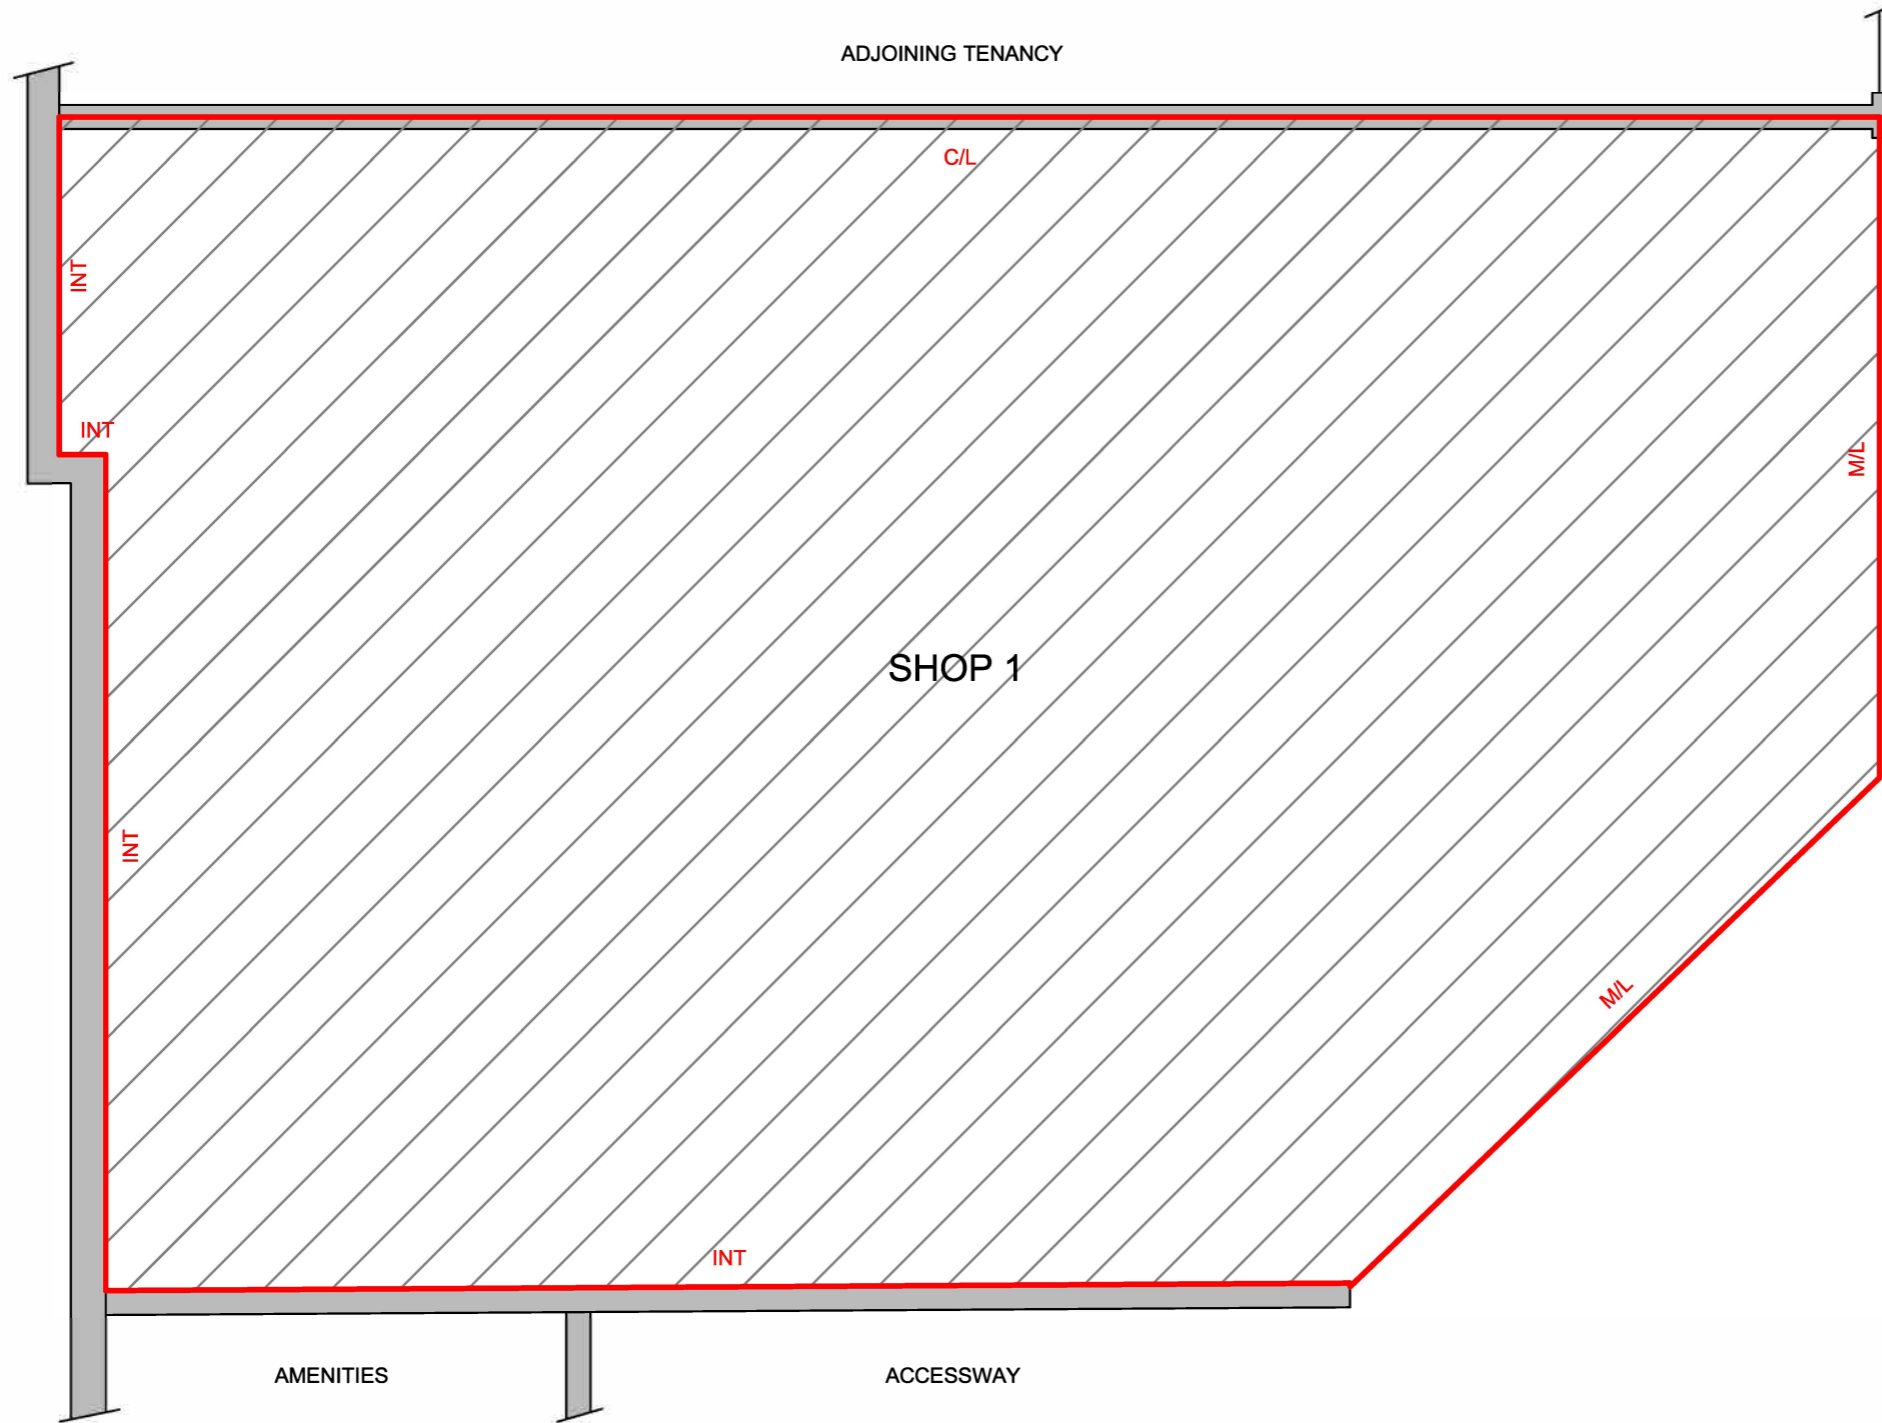 ADJOINING TENANCY
C/L
INT
INT
M/L
SHOP 1
INT
M/L
INT
AMENITIES
ACCESSWAY